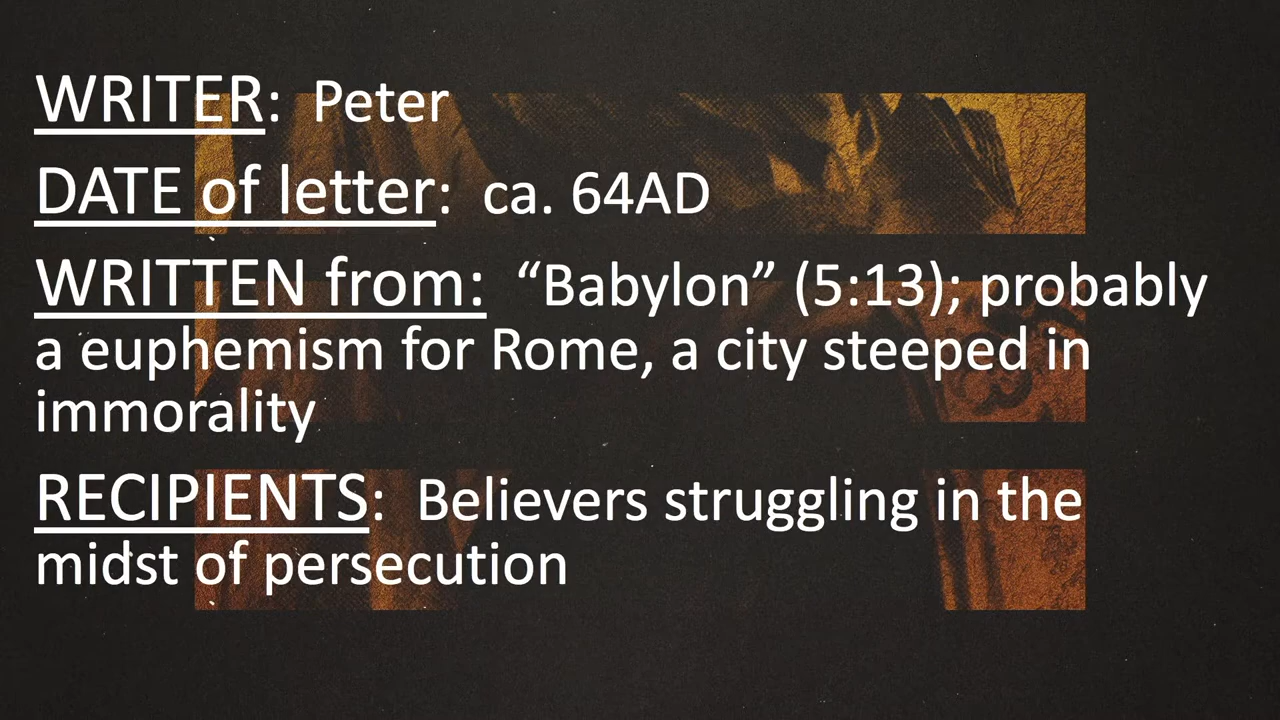 WRITER:  Peter
DATE of letter:  ca. 64AD
WRITTEN from:  “Babylon” (5:13); probably
a euphemism for Rome, a city steeped in
immorality
RECIPIENTS:  Believers struggling in the
midst of persecution